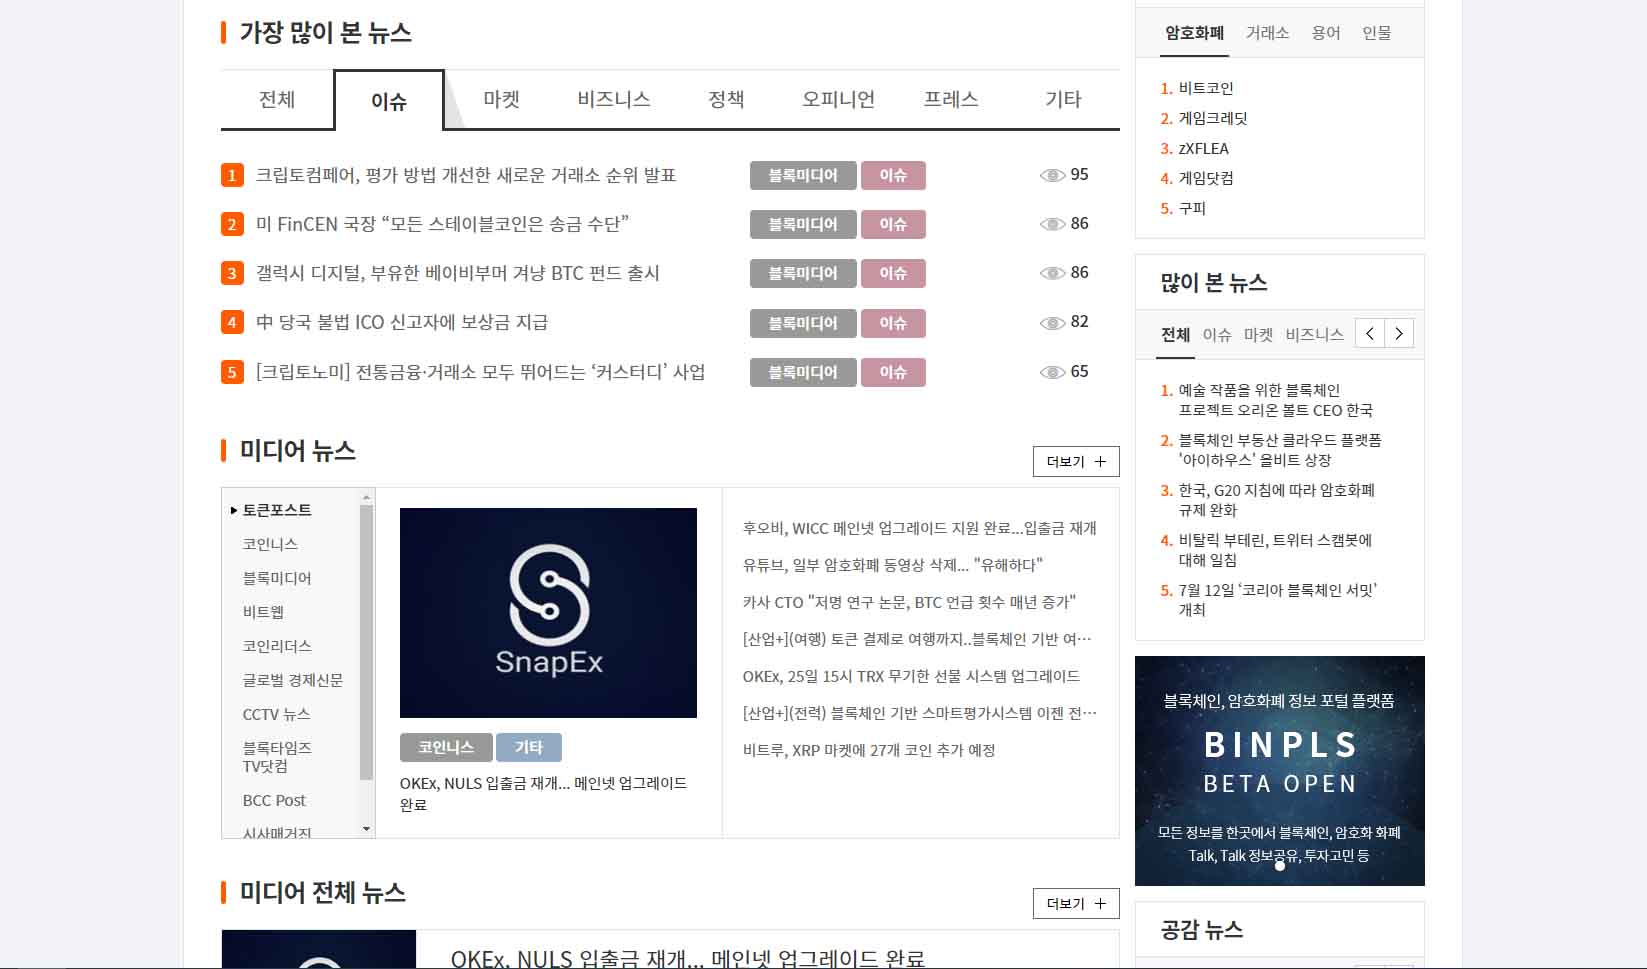 가장 많이 본 뉴스
전체 이슈 마켓 비즈니스 정책 오피니언 프레스 기타
1 크립토컴페어, 평가 방법 개선한 새로운 거래소 순위 발표 블록미디어 이슈 95
2 미 FinCEN 국장 “모든 스테이블코인은 송금 수단” 블록미디어 이슈 86
3 갤럭시 디지털, 부유한 베이비부머 겨냥 BTC 펀드 출시 블록미디어 이슈 86
4 中 당국 불법 ICO 신고자에 보상금 지급 블록미디어 이슈 82
5 [크립토노미] 전통금융·거래소 모두 뛰어드는 ‘커스터디’ 사업 블록미디어 이슈 65
미디어 뉴스
더보기 +
토큰포스트
코인니스
블록미디어
비트웹
코인리더스
글로벌 경제신문
CCTV 뉴스
블록타임즈
TV닷컴
BCC Post
시사매거진
SnapEx
코인니스 기타
OKEx, NULS 입출금 재개... 메인넷 업그레이드
완료
후오비, WICC 메인넷 업그레이드 지원 완료...입출금 재개
유튜브, 일부 암호화폐 동영상 삭제... "유해하다"
카사 CTO "저명 연구 논문, BTC 언급 횟수 매년 증가"
[산업+](여행) 토큰 결제로 여행까지..블록체인 기반 여…
OKEx, 25일 15시 TRX 무기한 선물 시스템 업그레이드
[산업+](전력) 블록체인 기반 스마트평가시스템 이젠 전…
비트루, XRP 마켓에 27개 코인 추가 예정
미디어 전체 뉴스
더보기 +
OKEx, NULS 입출금 재개... 메인넷 업그레이드 완료
암호화폐 거래소 용어 인물
1. 비트코인
2. 게임크레딧
3. zXFLEA
4. 게임닷컴
5. 구피
많이 본 뉴스
전체 이슈 마켓 비즈니스
1. 예술 작품을 위한 블록체인
프로젝트 오리온 볼트 CEO 한국
2. 블록체인 부동산 클라우드 플랫폼
'아이하우스' 올비트 상장
3. 한국, G20 지침에 따라 암호화폐
규제 완화
4. 비탈릭 부테린, 트위터 스캠봇에
대해 일침
5. 7월 12일 ‘코리아 블록체인 서밋’
개최
블록체인, 암호화폐 정보 포털 플랫폼
BINPLS
BETA OPEN
모든 정보를 한곳에서 블록체인, 암호화 화폐
Talk, Talk 정보공유, 투자고민 등
공감 뉴스